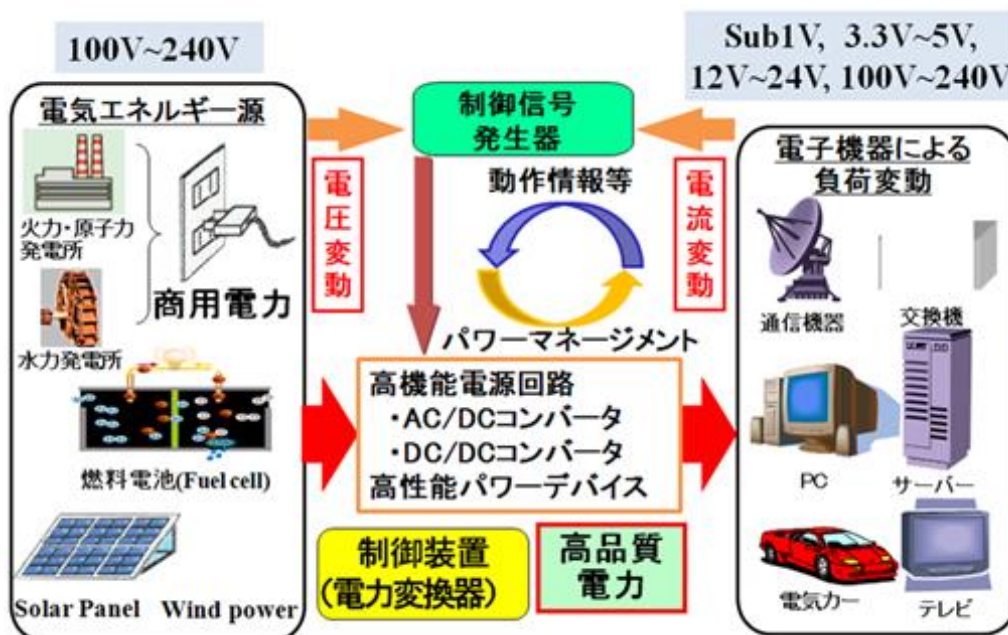 100V~240V
Sub1V, 3.3V~5V,
12V~24V, 100V~240V
電気エネルギー源
火力・原子力
発電所
商用電力
水力発電所
燃料電池(Fuel cell)
Solar Panel Wind power
制御信号
発生器
電圧変動
動作情報等
電流変動
パワーマネージメント
高機能電源回路
・AC/DCコンバータ
・DC/DCコンバータ
高性能パワーデバイス
制御装置
(電力変換器)
高品質
電力
電子機器による
負荷変動
通信機器
交換機
PC
サーバー
電気カー
テレビ